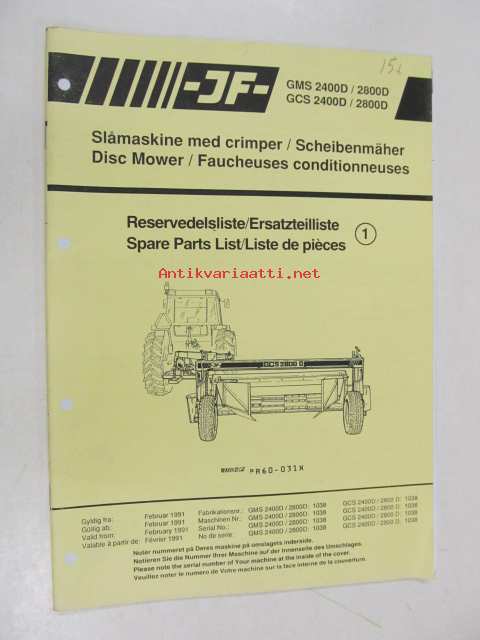 15,-
-JF-
GMS 2400D / 2800D
GCS 2400D / 2800D
Slåmaskine med crimper / Scheibenmäher
Disc Mower / Faucheuses conditionneuses
Reservedelsliste/Ersatzteilliste
Spare Parts List/Liste de pièces
1
Antikvariaatti.net
GCS 2800 D
PR60-031X
Gyldig fra: Februar 1991 Fabrikationsnr.: GMS 2400D / 2800D: 1038 GCS 2400D / 2800 D: 1038
Gültig ab: Februar 1991 Maschinen Nr.: GMS 2400D / 2800D: 1038 GCS 2400D / 2800 D: 1038
Valid from: February 1991 Serial No.: GMS 2400D / 2800D: 1038 GCS 2400D / 2800 D: 1038
Valable à partir de: Février 1991 No de serie: GMS 2400D / 2800D: 1038 GCS 2400D / 2800 D: 1038
Noter nummeret på Deres maskine på omslagets inderside.
Notieren Sie die Nummer Ihrer Maschine auf der Innenseite des Umschlages.
Please note the serial number of Your machine at the inside of the cover.
Veuillez noter le numero de Votre machine sur la face interne de la couverture.